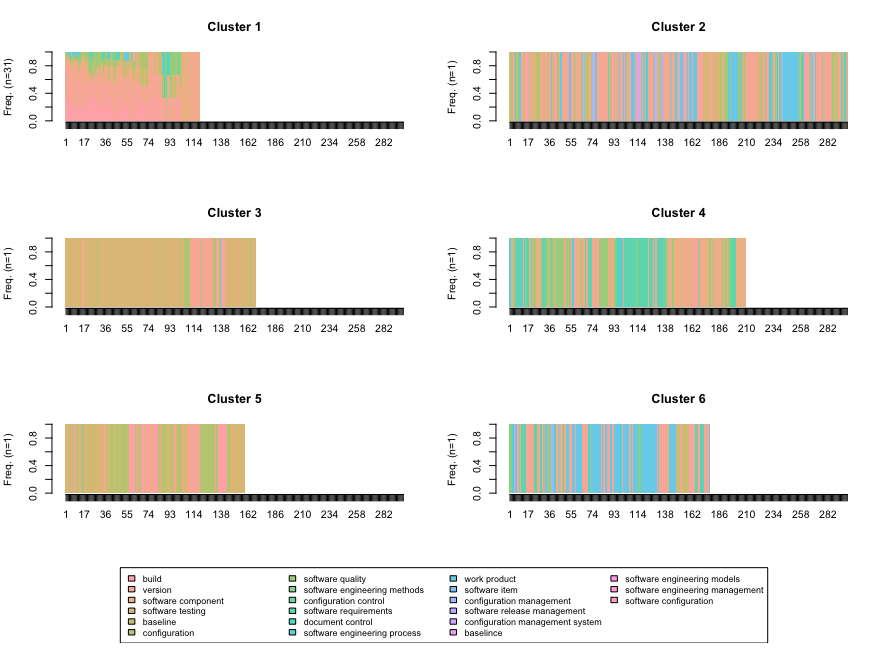 Cluster 1
Freq. (n=31)
0.0 0.4 0.8
1 17 36 55 74 93 114 138 162 186 210 234 258 282
Cluster 2
Freq. (n=1)
0.0 0.4 0.8
1 17 36 55 74 93 114 138 162 186 210 234 258 282
Cluster 3
Freq. (n=1)
0.0 0.4 0.8
1 17 36 55 74 93 114 138 162 186 210 234 258 282
Cluster 4
Freq. (n=1)
0.0 0.4 0.8
1 17 36 55 74 93 114 138 162 186 210 234 258 282
Cluster 5
Freq. (n=1)
0.0 0.4 0.8
1 17 36 55 74 93 114 138 162 186 210 234 258 282
Cluster 6
Freq. (n=1)
0.0 0.4 0.8
1 17 36 55 74 93 114 138 162 186 210 234 258 282
build
version
software component
software testing
baseline
configuration
software quality
software engineering methods
configuration control
software requirements
document control
software engineering process
work product
software item
configuration management
software release management
configuration management system
baselince
software engineering models
software engineering management
software configuration